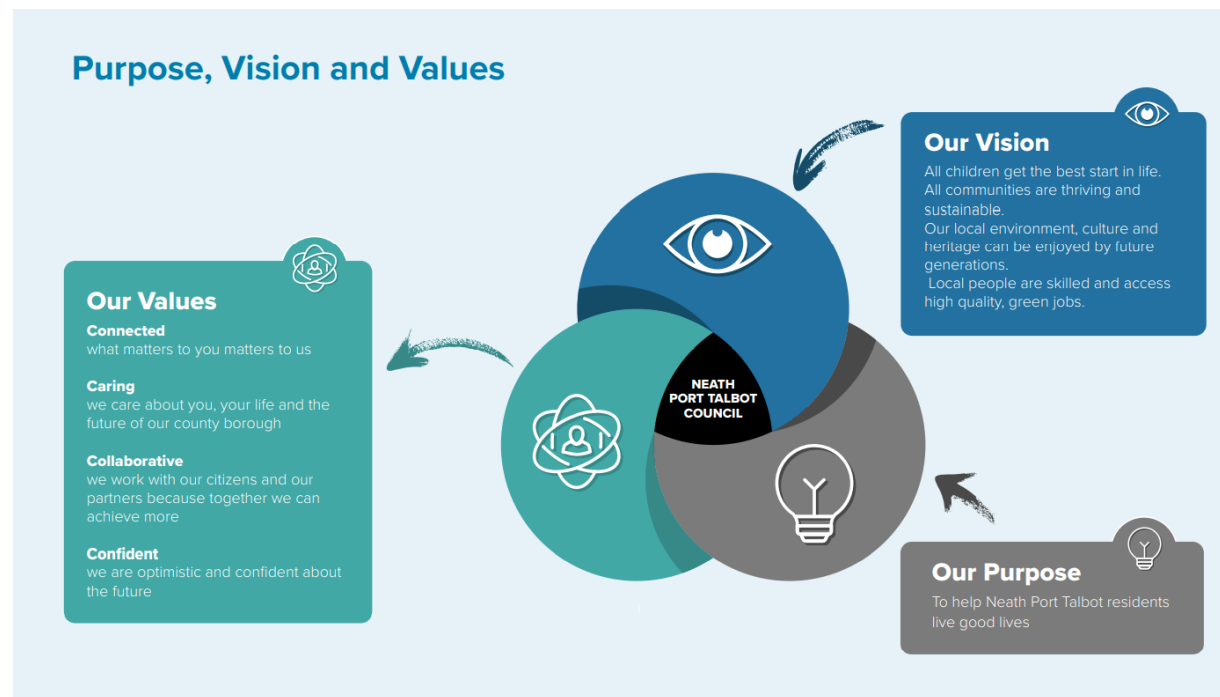 Purpose, Vision and Values
Our Vision
All children get the best start in life.
All communities are thriving and
sustainable.
Our local environment, culture and
heritage can be enjoyed by future
generations.
Local people are skilled and access
high quality, green jobs.
Our Values
Connected
what matters to you matters to us
Caring
we care about you, your life and the
future of our county borough
Collaborative
we work with our citizens and our
partners because together we can
achieve more
Confident
we are optimistic and confident about
the future
NEATH
PORT TALBOT
COUNCIL
Our Purpose
To help Neath Port Talbot residents
live good lives